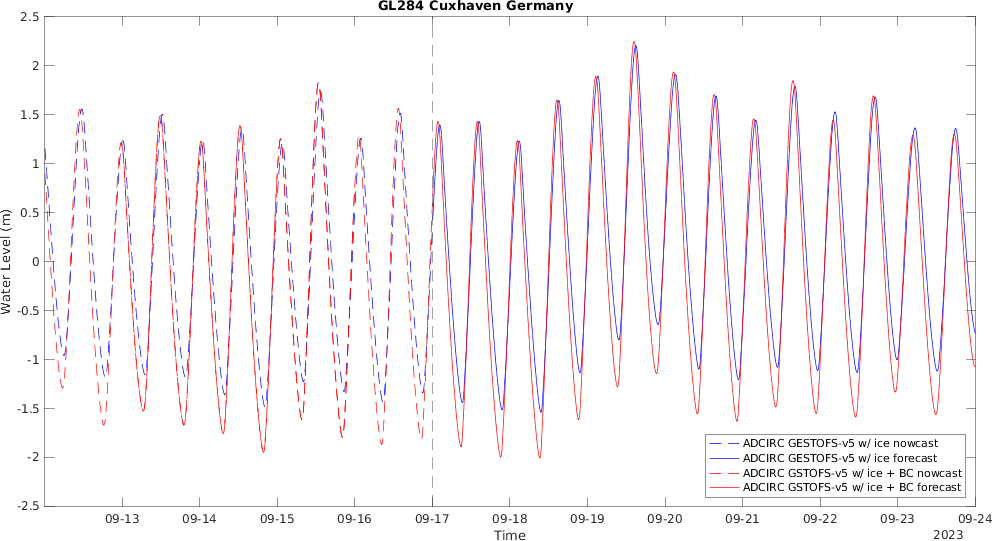 GL284 Cuxhaven Germany
2.5
2
1.5
1
0.5
0
-0.5
-1
-1.5
-2
-2.5
Water Level (m)
ADCIRC GESTOFS-v5 w/ ice nowcast
ADCIRC GESTOFS-v5 w/ ice forecast
ADCIRC GSTOFS-v5 w/ ice + BC nowcast
ADCIRC GSTOFS-v5 w/ ice + BC forecast
09-13 09-14 09-15 09-16 09-17 09-18 09-19 09-20 09-21 09-22 09-23 09-24
Time
2023